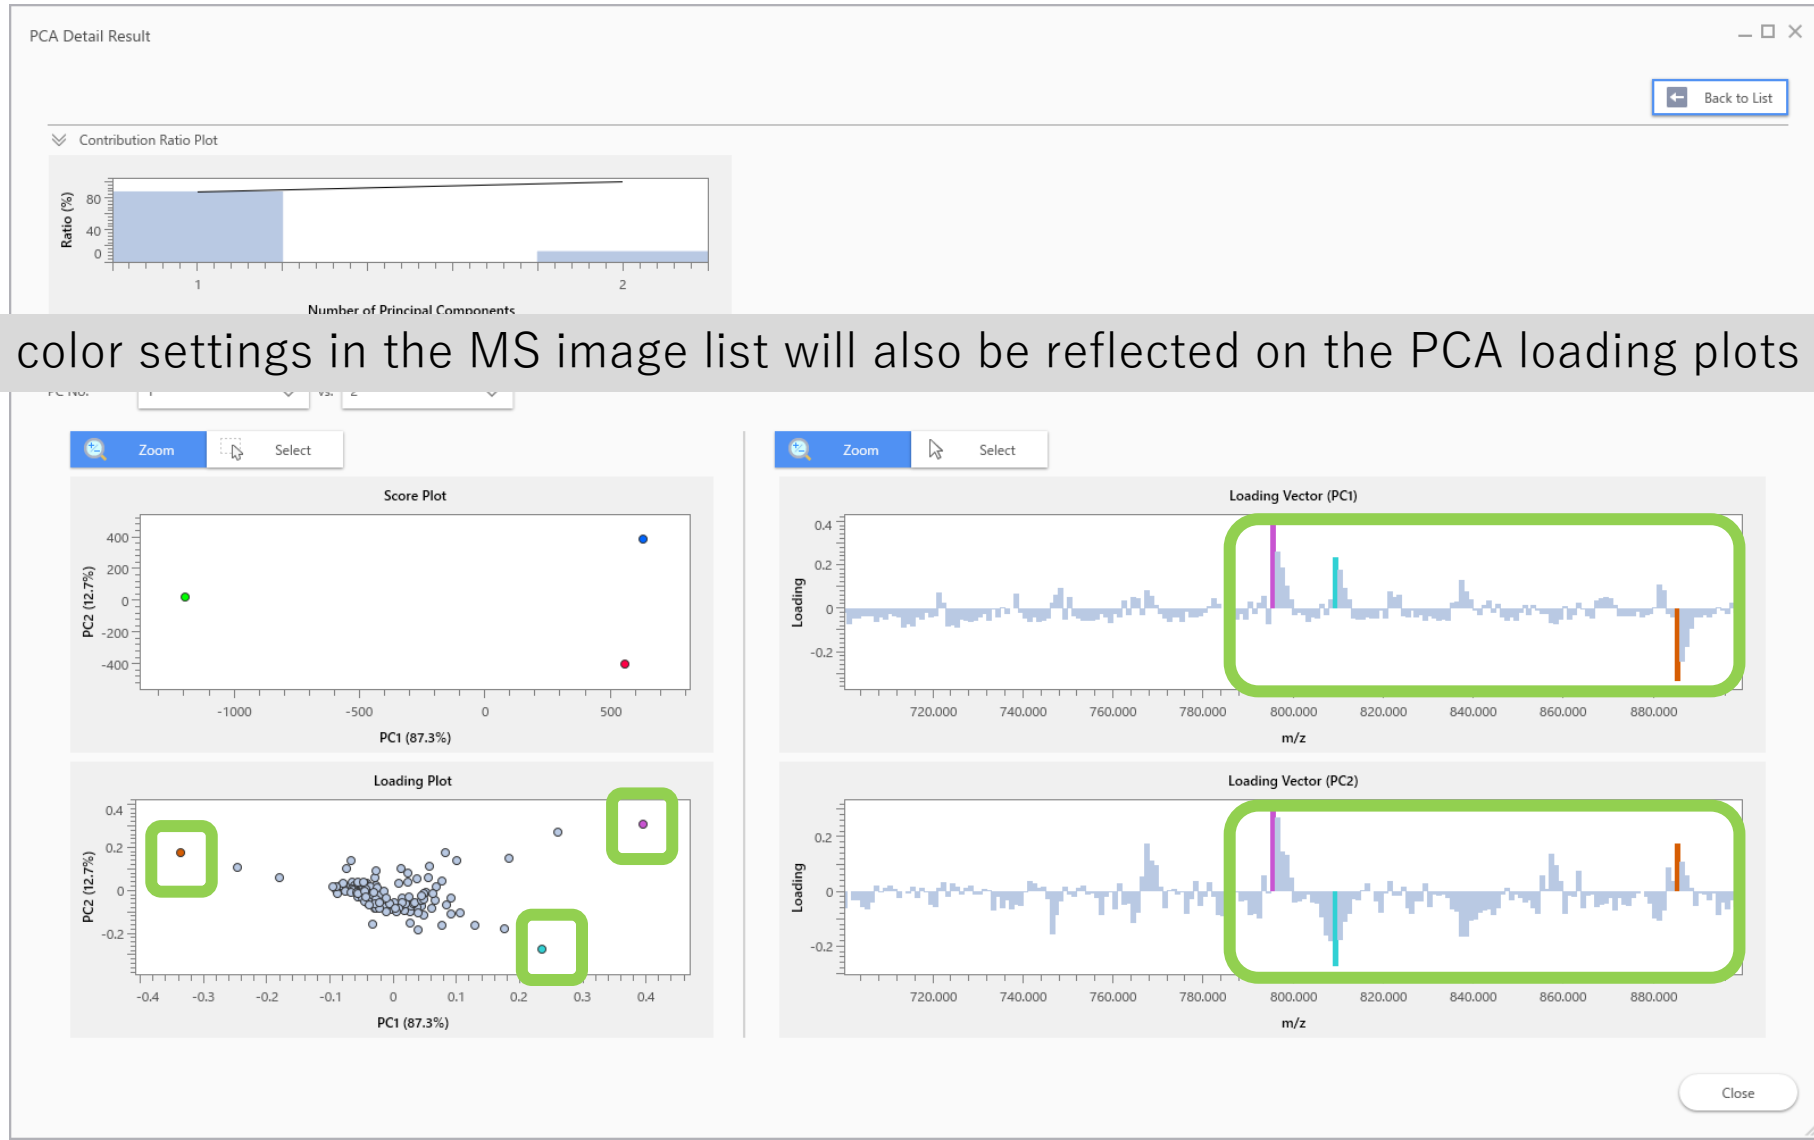 PCA Detail Result
Back to List
Contribution Ratio Plot
Ratio (%)
80
40
0
1 2
Number of Principal Components
color settings in the MS image list will also be reflected on the PCA loading plots
PC No. vs. 2
Zoom Select
Score Plot
PC2 (12.7%)
400
200
0
-200
-400
-1000 -500 0 500
PC1 (87.3%)
Loading Plot
PC2 (12.7%)
0.4
0.2
0
-0.2
-0.4 -0.3 -0.2 -0.1 0 0.1 0.2 0.3 0.4
PC1 (87.3%)
Zoom Select
Loading Vector (PC1)
Loading
0.4
0.2
0
-0.2
720.000 740.000 760.000 780.000 800.000 820.000 840.000 860.000 880.000
m/z
Loading Vector (PC2)
Loading
0.2
0
-0.2
720.000 740.000 760.000 780.000 800.000 820.000 840.000 860.000 880.000
m/z
Close